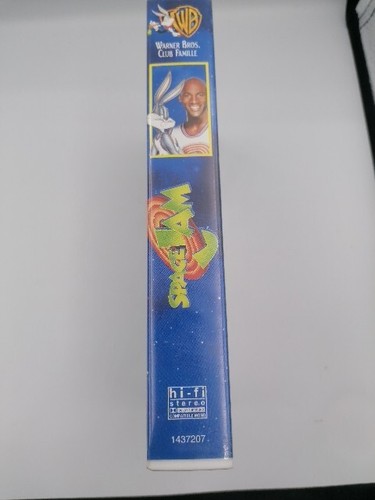 WB
WARNER BROS.
CLUB FAMILLE
SPACE JAM
hi-fi
stereo
1437207